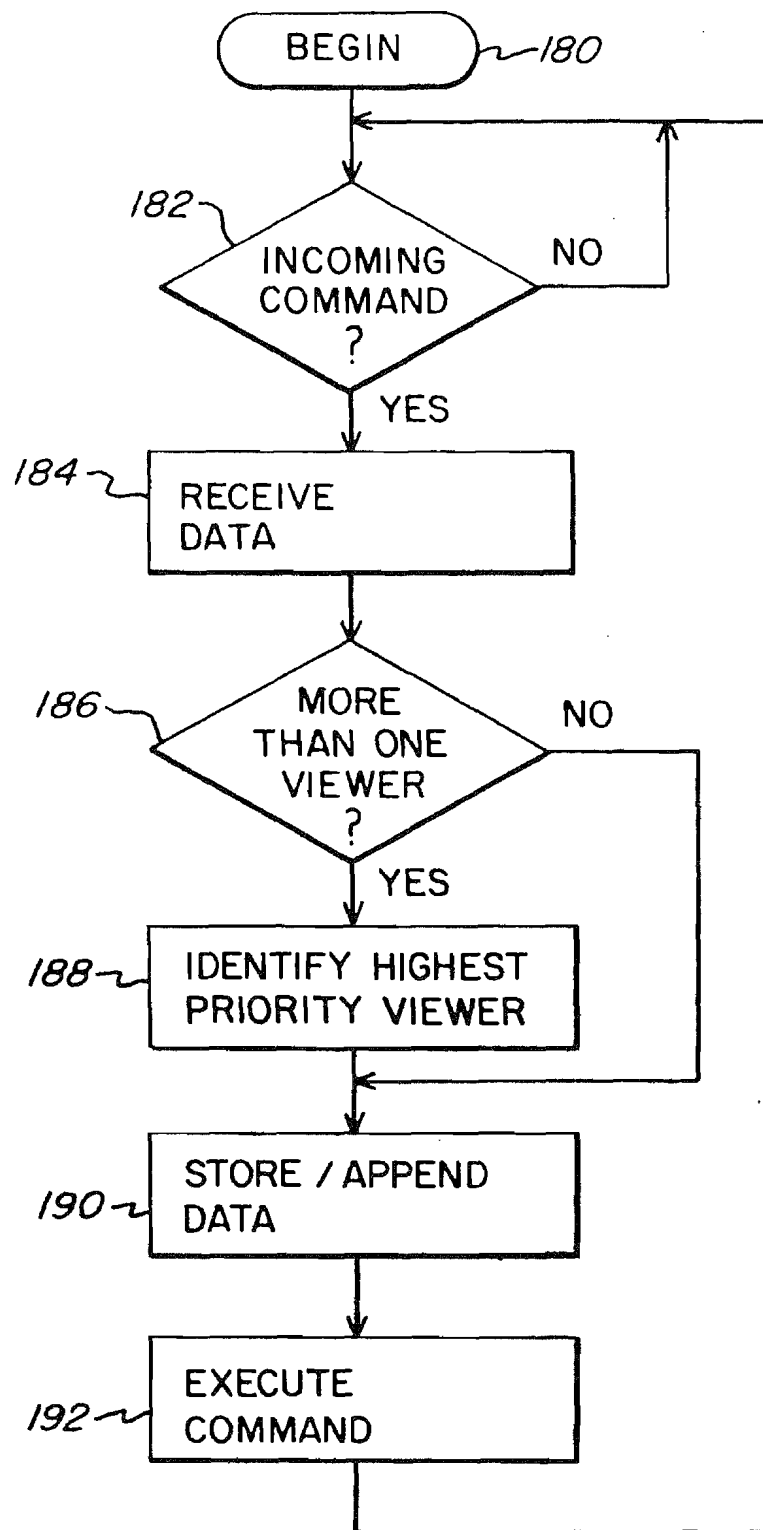 BEGIN
180
182
INCOMING
COMMAND
?
NO
YES
184
RECEIVE
DATA
186
MORE
THAN ONE
VIEWER
?
NO
YES
188
IDENTIFY HIGHEST
PRIORITY VIEWER
190
STORE / APPEND
DATA
192
EXECUTE
COMMAND